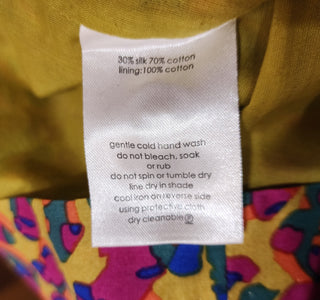 30% silk 70% cotton
lining:100% cotton
gentle cold hand wash
do not bleach, soak
or rub
do not spin or tumble dry
line dry in shade
cool iron on reverse side
using protective cloth
dry cleanable Ⓟ